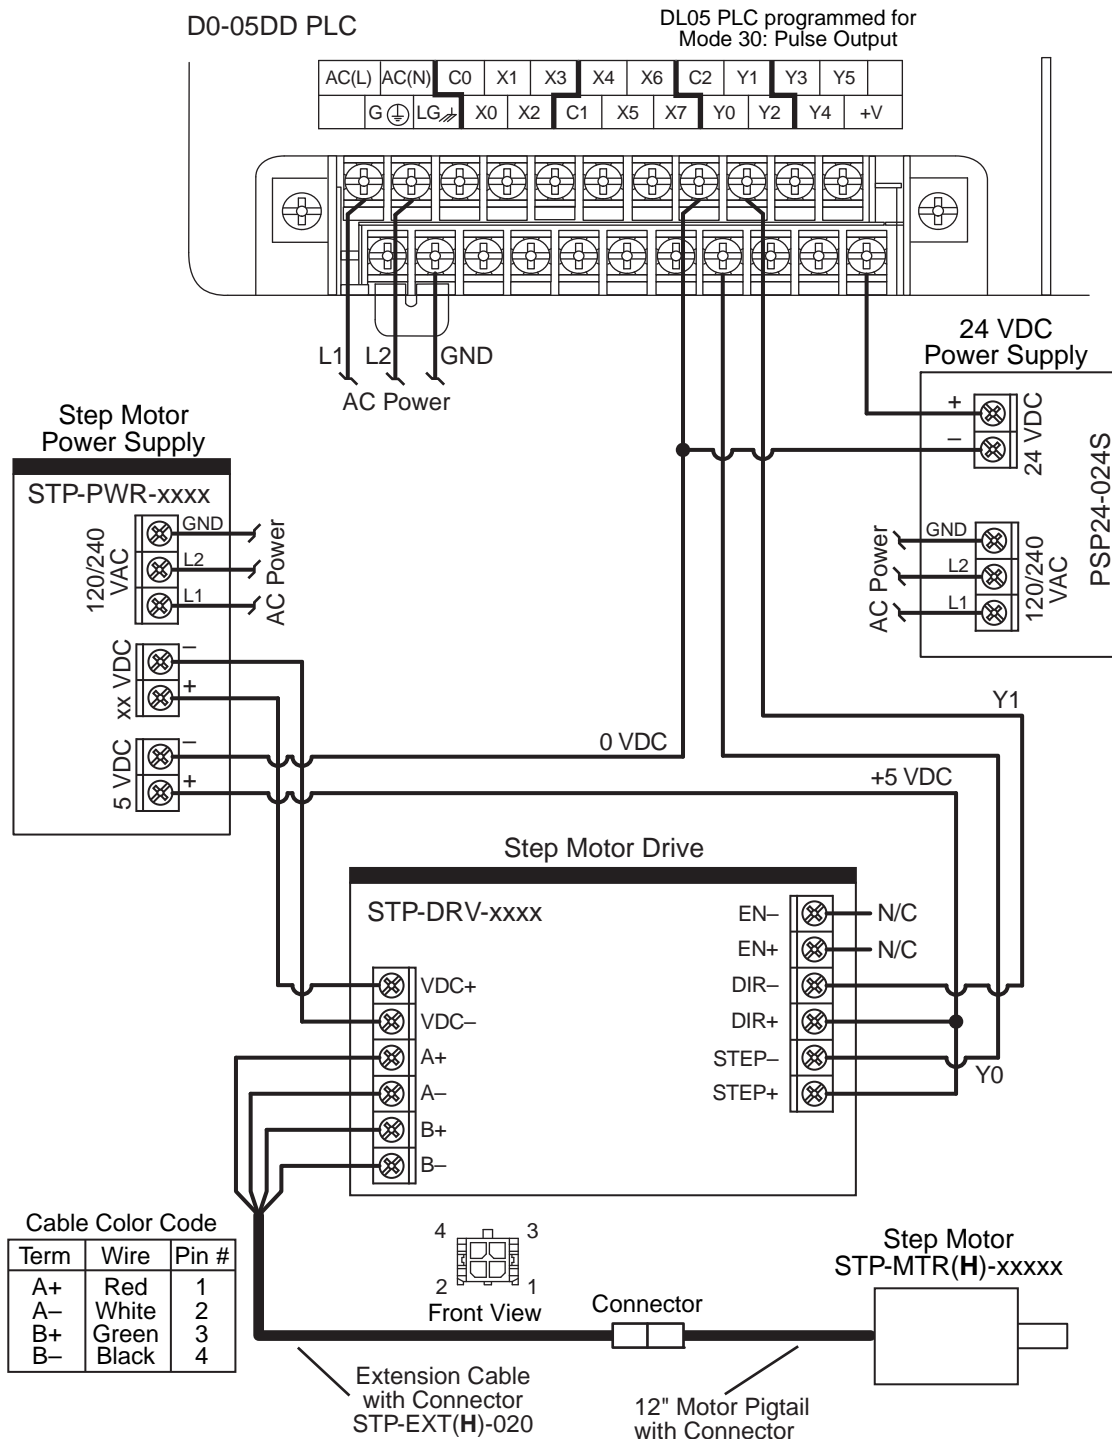 D0-05DD PLC
DL05 PLC programmed for
Mode 30: Pulse Output
AC(L) AC(N) C0 X1 X3 X4 X6 C2 Y1 Y3 Y5
G LG X0 X2 C1 X5 X7 Y0 Y2 Y4 +V
L1 L2 GND
AC Power
24 VDC
Power Supply
+
–
24 VDC
PSP24-024S
GND
L2
L1
AC Power
120/240
VAC
Step Motor
Power Supply
STP-PWR-xxxx
120/240
VAC
GND
L2
L1
AC Power
xx VDC
–
+
5 VDC
–
+
Y1
0 VDC
+5 VDC
Step Motor Drive
STP-DRV-xxxx
VDC+
VDC–
A+
A–
B+
B–
EN– N/C
EN+ N/C
DIR–
DIR+
STEP–
STEP+
Y0
Cable Color Code
Term Wire Pin #
A+ Red 1
A– White 2
B+ Green 3
B– Black 4
4 3
2 1
Front View
Connector
Step Motor
STP-MTR(H)-xxxxx
Extension Cable
with Connector
STP-EXT(H)-020
12" Motor Pigtail
with Connector